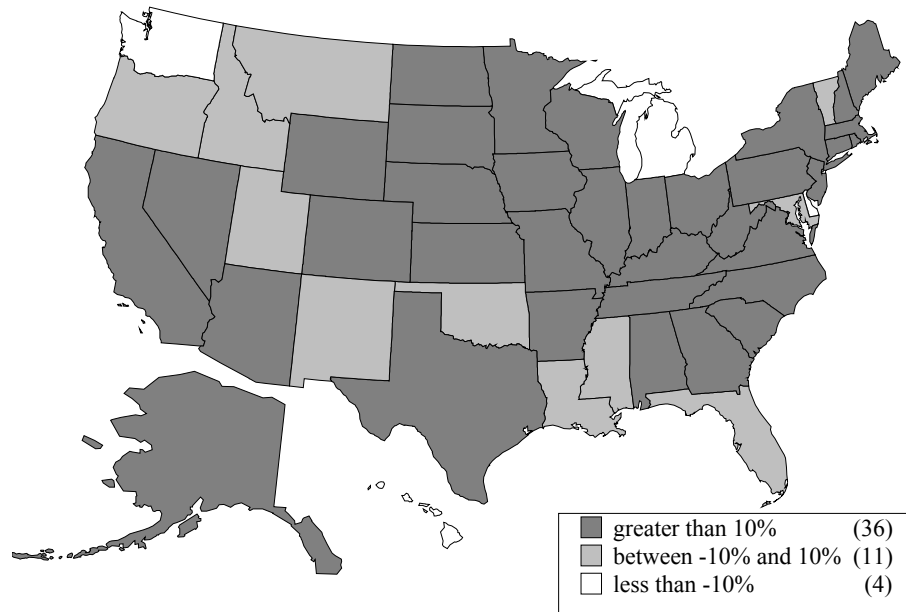 greater than 10% (36)
between -10% and 10% (11)
less than -10% (4)